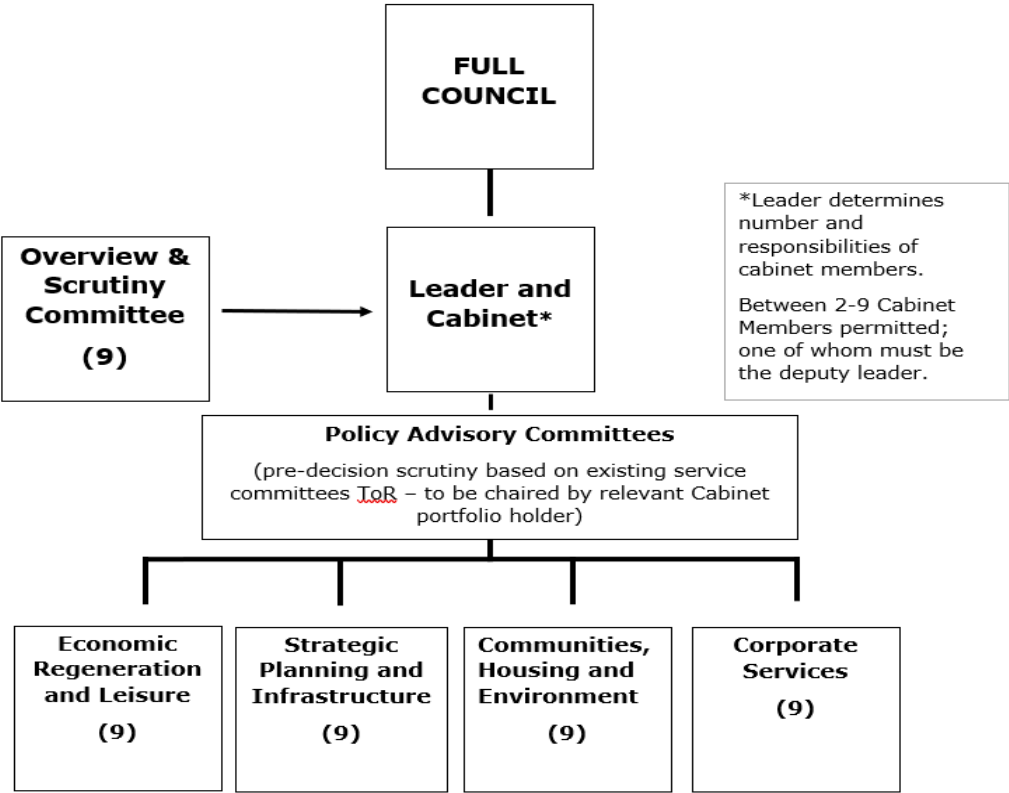 FULL
COUNCIL
*Leader determines
number and
responsibilities of
cabinet members.
Between 2-9 Cabinet
Members permitted;
one of whom must be
the deputy leader.
Overview &
Scrutiny
Committee
(9)
Leader and
Cabinet*
Policy Advisory Committees
(pre-decision scrutiny based on existing service
committees ToR – to be chaired by relevant Cabinet
portfolio holder)
Economic
Regeneration
and Leisure
(9)
Strategic
Planning and
Infrastructure
(9)
Communities,
Housing and
Environment
(9)
Corporate
Services
(9)